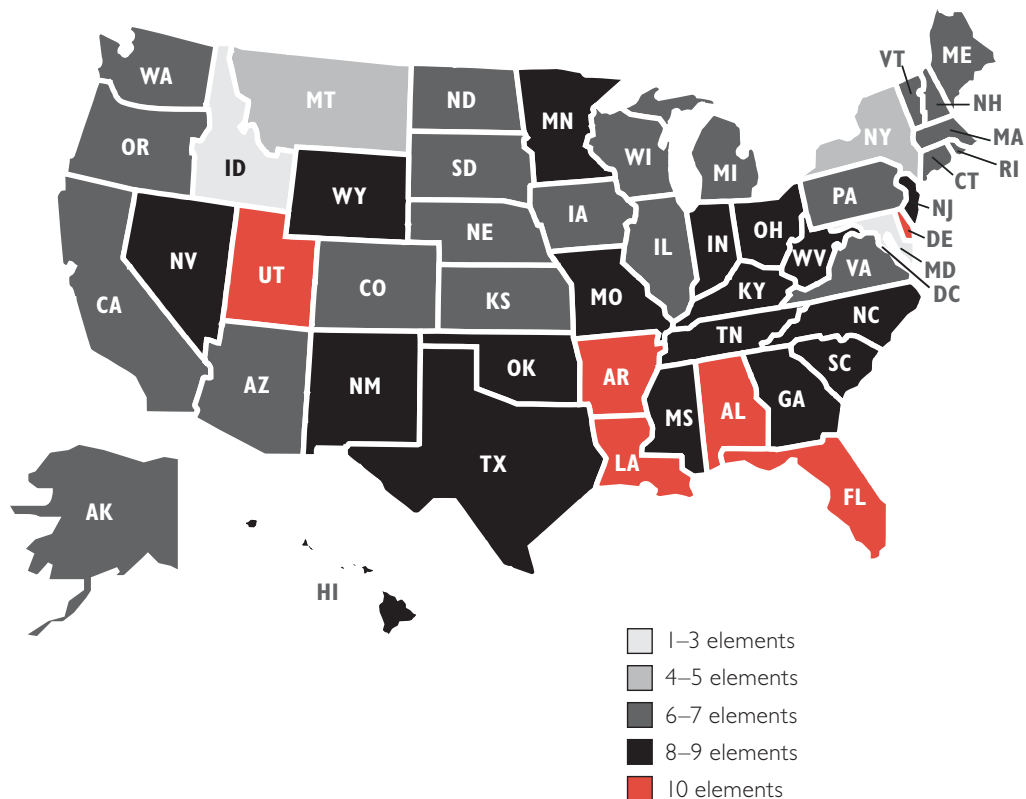 WA
MT
ND
MN
VT
ME
NH
OR
ID
SD
WI
MI
NY
MA
RI
CT
WY
IA
PA
NJ
NE
DE
NV
UT
CO
IL
IN
OH
WV
VA
MD
DC
CA
KS
MO
KY
NC
AZ
NM
OK
AR
TN
SC
MS
AL
GA
TX
LA
FL
AK
HI
1–3 elements
4–5 elements
6–7 elements
8–9 elements
10 elements